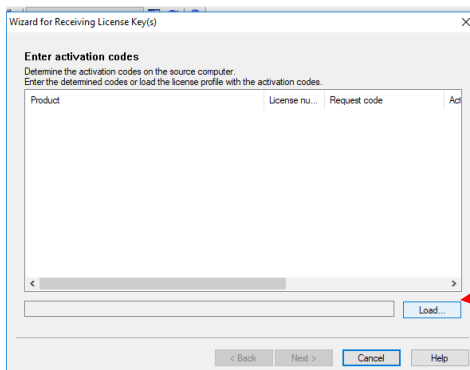 Wizard for Receiving License Key(s)
Enter activation codes
Determine the activation codes on the source computer.
Enter the determined codes or load the license profile with the activation codes.
Product License nu... Request code Act
Load...
< Back Next > Cancel Help